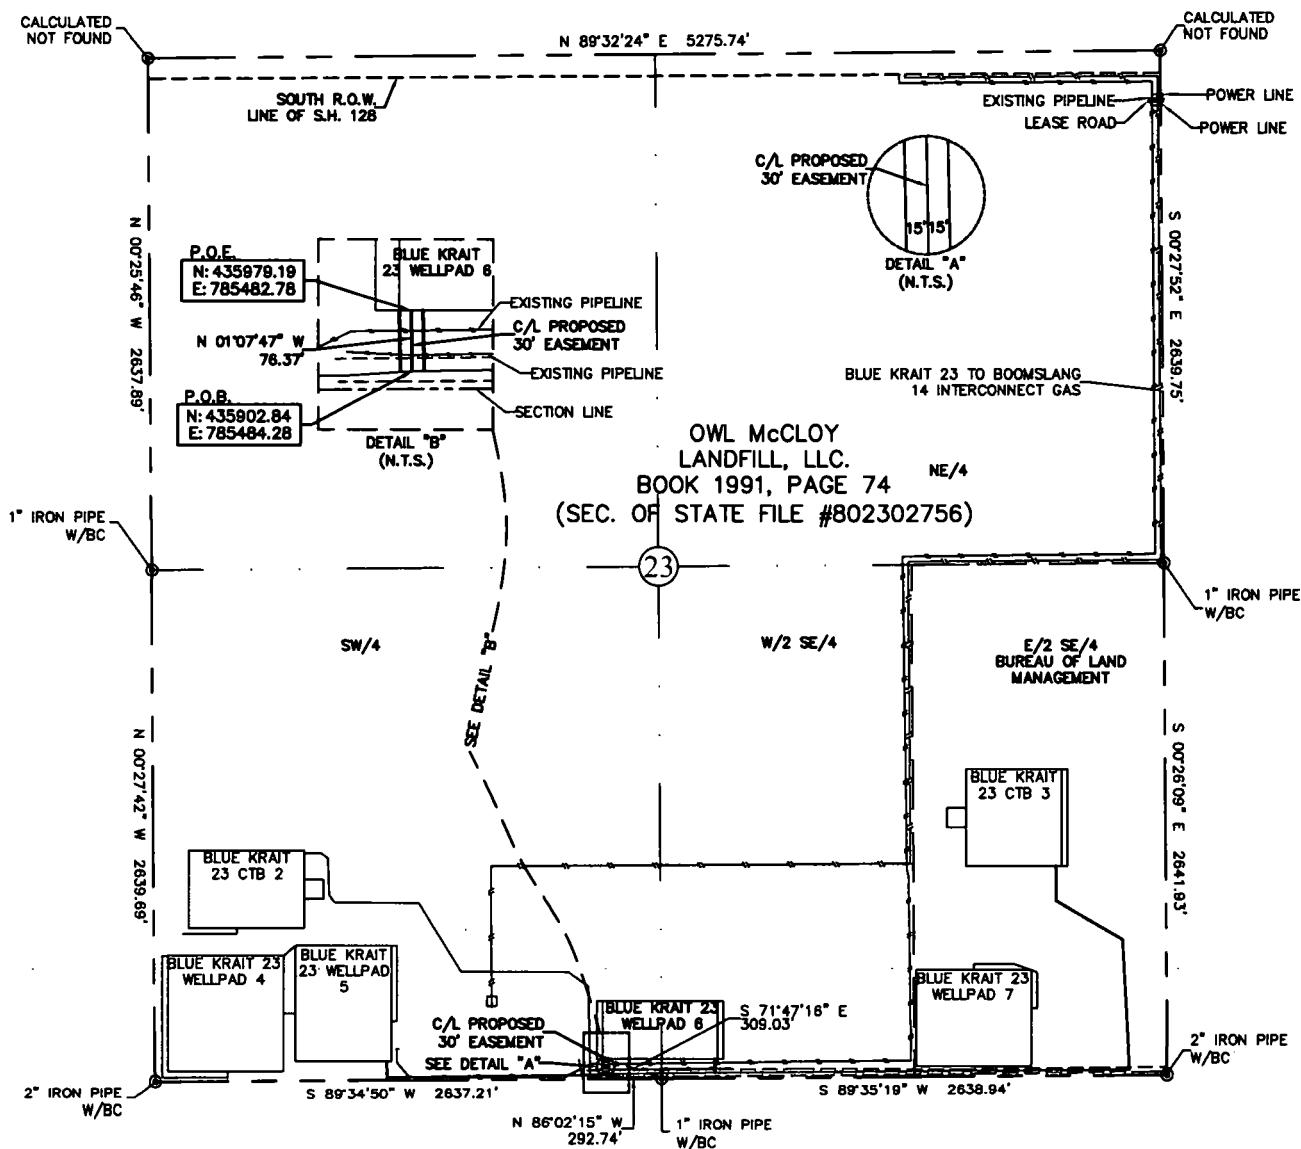 CALCULATED
NOT FOUND
N 89°32'24" E 5275.74'
CALCULATED
NOT FOUND
SOUTH R.O.W.
LINE OF S.H. 128
EXISTING PIPELINE
POWER LINE
LEASE ROAD
POWER LINE
C/L PROPOSED
30' EASEMENT
15' 15'
DETAIL "A"
(N.T.S.)
N 00°25'46" W 2637.89'
S 00°27'52" E 2639.75'
P.O.E.
N: 435979.19
E: 785482.78
BLUE KRAIT
23 WELLPAD 6
EXISTING PIPELINE
N 01°07'47" W
76.37'
C/L PROPOSED
30' EASEMENT
EXISTING PIPELINE
P.O.B.
N: 435902.84
E: 785484.28
SECTION LINE
DETAIL "B"
(N.T.S.)
BLUE KRAIT 23 TO BOOMSLANG
14 INTERCONNECT GAS
OWL McCLOY
LANDFILL, LLC.
BOOK 1991, PAGE 74
(SEC. OF STATE FILE #802302756)
NE/4
1" IRON PIPE
W/BC
23
1" IRON PIPE
W/BC
SW/4
SEE DETAIL "B"
W/2 SE/4
E/2 SE/4
BUREAU OF LAND
MANAGEMENT
N 00°27'42" W 2639.69'
S 00°26'09" E 2641.93'
BLUE KRAIT
23 CTB 3
BLUE KRAIT
23 CTB 2
BLUE KRAIT 23
WELLPAD 4
BLUE KRAIT
23 WELLPAD
5
BLUE KRAIT 23
WELLPAD 6
S 71°47'16" E
309.03'
BLUE KRAIT 23
WELLPAD 7
C/L PROPOSED
30' EASEMENT
SEE DETAIL "A"
2" IRON PIPE
W/BC
S 89°34'50" W 2637.21'
S 89°35'19" W 2638.94'
2" IRON PIPE
W/BC
N 86°02'15" W
292.74'
1" IRON PIPE
W/BC